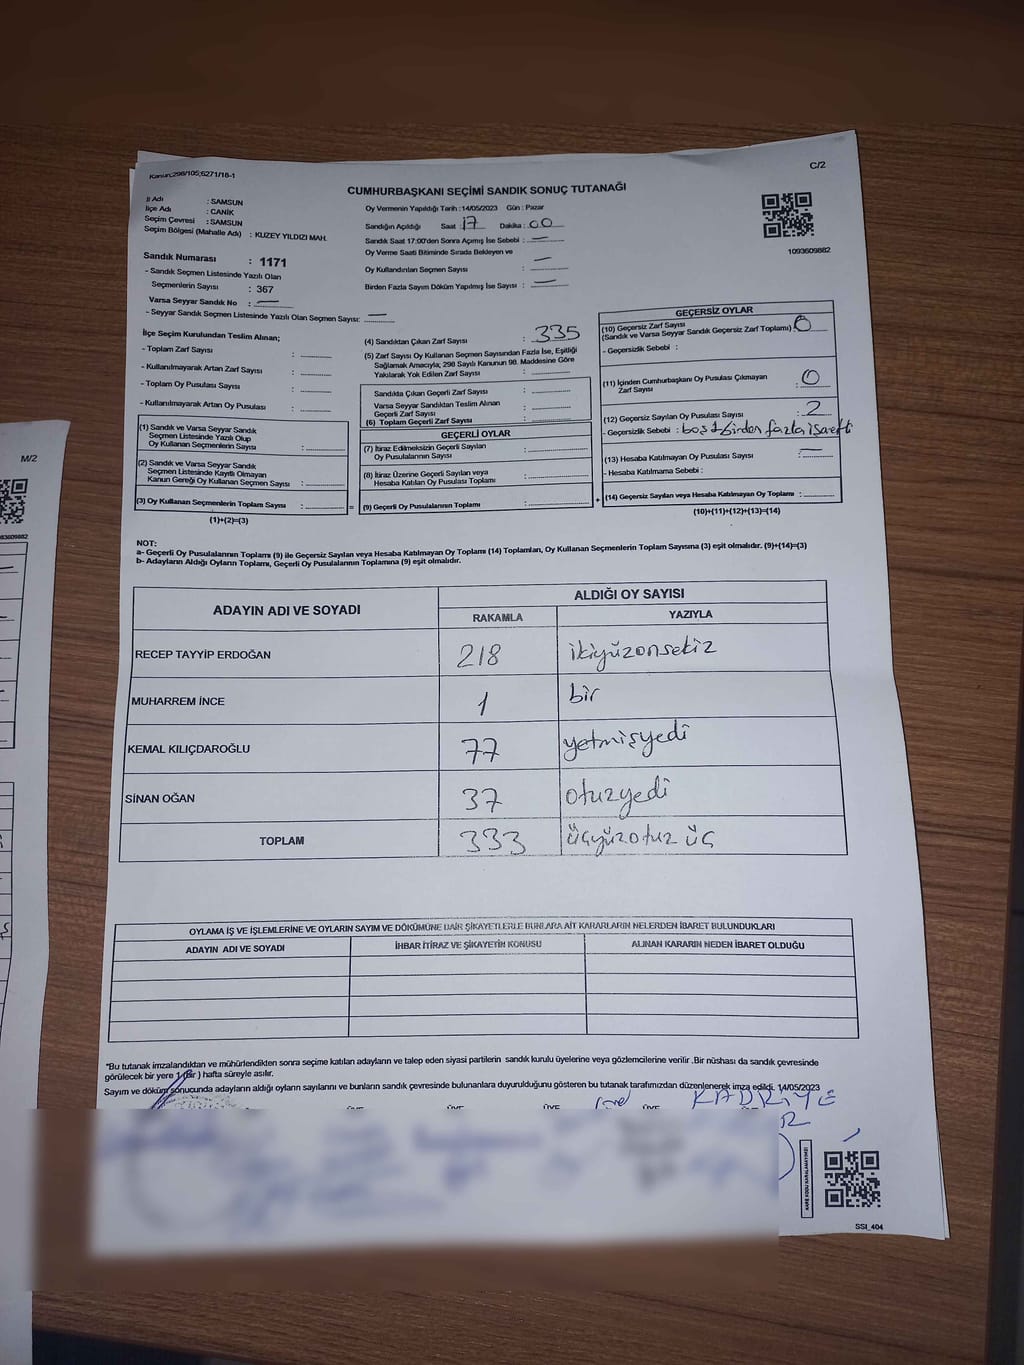 C/2
Kanun:298/105;6271/18-1
CUMHURBAŞKANI SEÇİMİ SANDIK SONUÇ TUTANAĞI
İl Adı : SAMSUN
İlçe Adı : CANİK
Seçim Çevresi : SAMSUN
Seçim Bölgesi (Mahalle Adı) : KUZEY YILDIZI MAH.
Sandık Numarası : 1171
- Sandık Seçmen Listesinde Yazılı Olan
Seçmenlerin Sayısı : 367
Varsa Seyyar Sandık No : —
- Seyyar Sandık Seçmen Listesinde Yazılı Olan Seçmen Sayısı: —
Oy Vermenin Yapıldığı Tarih :14/05/2023 Gün : Pazar
Sandığın Açıldığı Saat : 17 Dakika : 00
Sandık Saat 17:00'den Sonra Açımış İse Sebebi : —
Oy Verme Saati Bitiminde Sırada Bekleyen ve
Oy Kullandırılan Seçmen Sayısı : —
Birden Fazla Sayım Döküm Yapılmış İse Sayısı : —
1093609882
İlçe Seçim Kurulundan Teslim Alınan;
- Toplam Zarf Sayısı :
- Kullanılmayarak Artan Zarf Sayısı :
- Toplam Oy Pusulası Sayısı :
- Kullanılmayarak Artan Oy Pusulası :
(1) Sandık ve Varsa Seyyar Sandık
Seçmen Listesinde Yazılı Olup
Oy Kullanan Seçmenlerin Sayısı :
(2) Sandık ve Varsa Seyyar Sandık
Seçmen Listesinde Kayıtlı Olmayan
Kanun Gereği Oy Kullanan Seçmen Sayısı :
(3) Oy Kullanan Seçmenlerin Toplam Sayısı :
(1)+(2)=(3)
(4) Sandıktan Çıkan Zarf Sayısı : 335
(5) Zarf Sayısı Oy Kullanan Seçmen Sayısından Fazla İse, Eşitliği
Sağlamak Amacıyla; 298 Sayılı Kanunun 98. Maddesine Göre
Yakılarak Yok Edilen Zarf Sayısı :
Sandıkta Çıkan Geçerli Zarf Sayısı :
Varsa Seyyar Sandıktan Teslim Alınan
Geçerli Zarf Sayısı :
(6) Toplam Geçerli Zarf Sayısı :
GEÇERLİ OYLAR
(7) İtiraz Edilmeksizin Geçerli Sayılan
Oy Pusulalarının Sayısı :
(8) İtiraz Üzerine Geçerli Sayılan veya
Hesaba Katılan Oy Pusulaları Toplamı :
= (9) Geçerli Oy Pusulalarının Toplamı :
GEÇERSİZ OYLAR
(10) Geçersiz Zarf Sayısı
(Sandık ve Varsa Seyyar Sandık Geçersiz Zarf Toplamı) : 0
- Geçersizlik Sebebi :
(11) İçinden Cumhurbaşkanı Oy Pusulası Çıkmayan
Zarf Sayısı : 0
(12) Geçersiz Sayılan Oy Pusulası Sayısı : 2
- Geçersizlik Sebebi : boş+birden fazla işaretli
(13) Hesaba Katılmayan Oy Pusulası Sayısı : —
- Hesaba Katılmama Sebebi :
+ (14) Geçersiz Sayılan veya Hesaba Katılmayan Oy Toplamı :
(10)+(11)+(12)+(13)=(14)
NOT:
a- Geçerli Oy Pusulalarının Toplamı (9) ile Geçersiz Sayılan veya Hesaba Katılmayan Oy Toplamı (14) Toplamları, Oy Kullanan Seçmenlerin Toplam Sayısına (3) eşit olmalıdır. (9)+(14)=(3)
b- Adayların Aldığı Oyların Toplamı, Geçerli Oy Pusulalarının Toplamına (9) eşit olmalıdır.
ADAYIN ADI VE SOYADI ALDIĞI OY SAYISI
RAKAMLA YAZIYLA
RECEP TAYYİP ERDOĞAN 218 ikiyüzonsekiz
MUHARREM İNCE 1 bir
KEMAL KILIÇDAROĞLU 77 yetmişyedi
SİNAN OĞAN 37 otuzyedi
TOPLAM 333 üçyüzotuz üç
OYLAMA İŞ VE İŞLEMLERİNE VE OYLARIN SAYIM VE DÖKÜMÜNE DAİR ŞİKAYETLERLE BUNLARA AİT KARARLARIN NELERDEN İBARET BULUNDUKLARI
ADAYIN ADI VE SOYADI İHBAR İTİRAZ VE ŞİKAYETİN KONUSU ALINAN KARARIN NEDEN İBARET OLDUĞU
*Bu tutanak imzalandıktan ve mühürlendikten sonra seçime katılan adayların ve talep eden siyasi partilerin sandık kurulu üyelerine veya gözlemcilerine verilir .Bir nüshası da sandık çevresinde
görülecek bir yere 1 (Bir ) hafta süreyle asılır.
Sayım ve döküm sonucunda adayların aldığı oyların sayılarını ve bunların sandık çevresinde bulunanlara duyurulduğunu gösteren bu tutanak tarafımızdan düzenlenerek imza edildi. 14/05/2023
ÜYE ÜYE ÜYE ÜYE KADRİYE
SSI_404
M/2